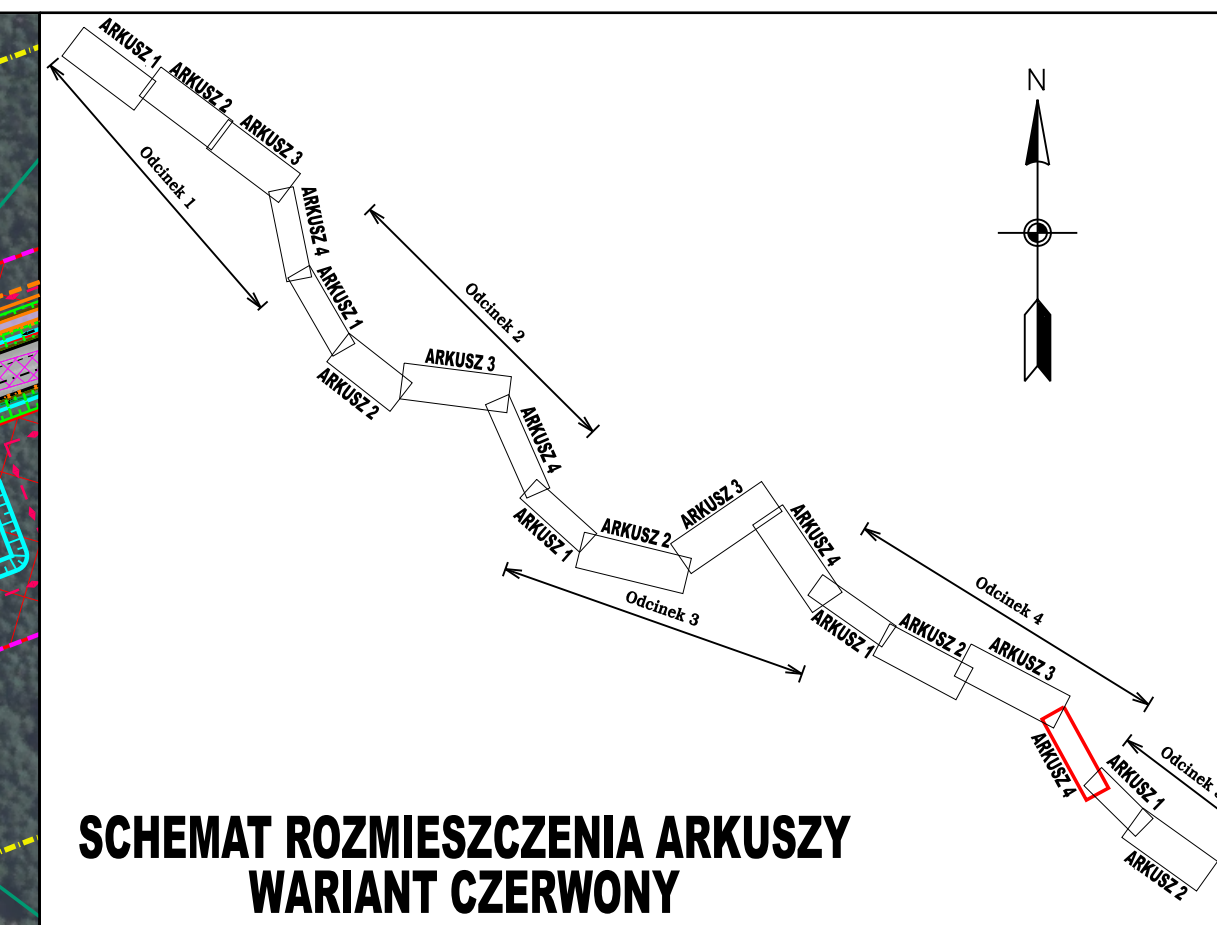 ARKUSZ 1
ARKUSZ 2
ARKUSZ 3
Odcinek 1
ARKUSZ 4
N
ARKUSZ 1
Odcinek 2
ARKUSZ 2
ARKUSZ 3
ARKUSZ 4
ARKUSZ 1
ARKUSZ 2
ARKUSZ 3
ARKUSZ 4
Odcinek 3
Odcinek 4
ARKUSZ 1
ARKUSZ 2
ARKUSZ 3
ARKUSZ 4
Odcinek
ARKUSZ 1
ARKUSZ 2
SCHEMAT ROZMIESZCZENIA ARKUSZY
WARIANT CZERWONY